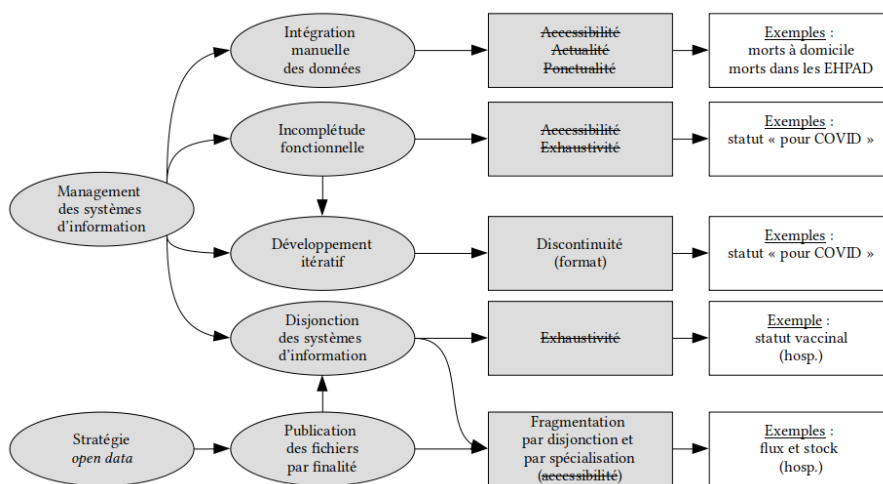 Intégration
manuelle
des données
Accessibilité
Actualité
Ponctualité
Exemples :
morts à domicile
morts dans les EHPAD
Incomplétude
fonctionnelle
Accessibilité
Exhaustivité
Exemples :
statut « pour COVID »
Management
des systèmes
d'information
Développement
itératif
Discontinuité
(format)
Exemples :
statut « pour COVID »
Disjonction
des systèmes
d'information
Exhaustivité
Exemple :
statut vaccinal
(hosp.)
Stratégie
open data
Publication
des fichiers
par finalité
Fragmentation
par disjonction et
par spécialisation
(accessibilité)
Exemples :
flux et stock
(hosp.)